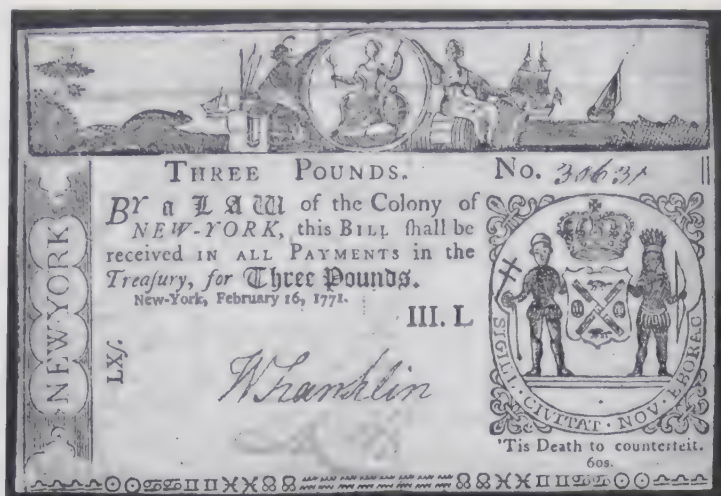 THREE POUNDS. No. 30631
BY a LAW of the Colony of
NEW-YORK, this BILL ſhall be
received IN ALL PAYMENTS in the
Treaſury, for Three Pounds.
New-York, February 16, 1771.
III. L
NEW·YORK
LXſ.
SIGILL · CIVITAT · NOV · EBORAC
'Tis Death to counterfeit.
60s.